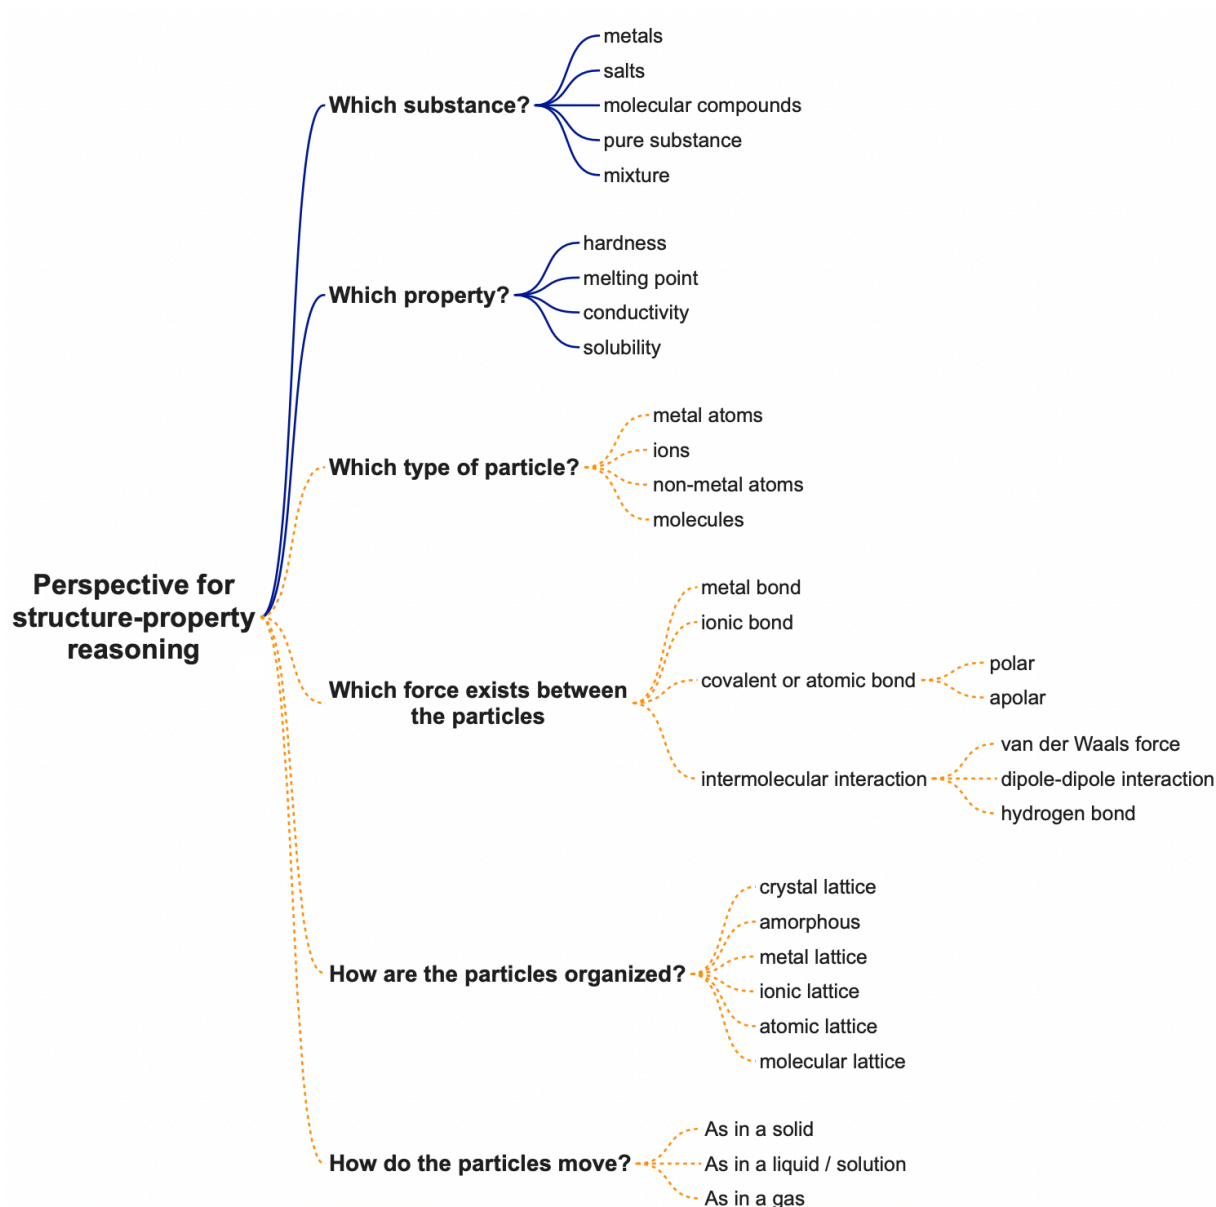 Perspective for
structure-property
reasoning
Which substance?
metals
salts
molecular compounds
pure substance
mixture
Which property?
hardness
melting point
conductivity
solubility
Which type of particle?
metal atoms
ions
non-metal atoms
molecules
Which force exists between
the particles
metal bond
ionic bond
covalent or atomic bond
polar
apolar
intermolecular interaction
van der Waals force
dipole-dipole interaction
hydrogen bond
How are the particles organized?
crystal lattice
amorphous
metal lattice
ionic lattice
atomic lattice
molecular lattice
How do the particles move?
As in a solid
As in a liquid / solution
As in a gas